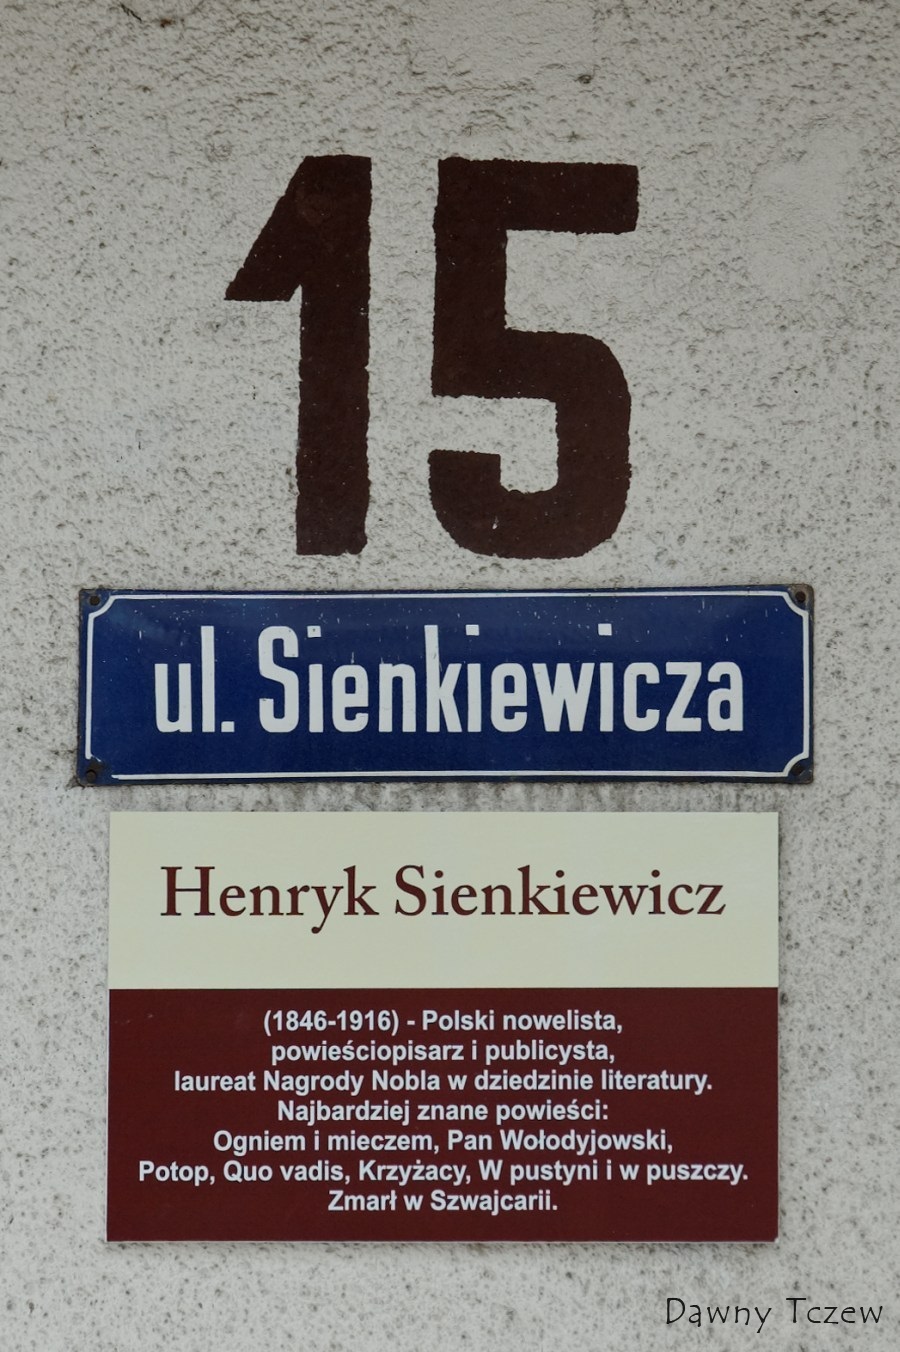 15
ul. Sienkiewicza
Henryk Sienkiewicz
(1846-1916) - Polski nowelista,
powieściopisarz i publicysta,
laureat Nagrody Nobla w dziedzinie literatury.
Najbardziej znane powieści:
Ogniem i mieczem, Pan Wołodyjowski,
Potop, Quo vadis, Krzyżacy, W pustyni i w puszczy.
Zmarł w Szwajcarii.
Dawny Tczew